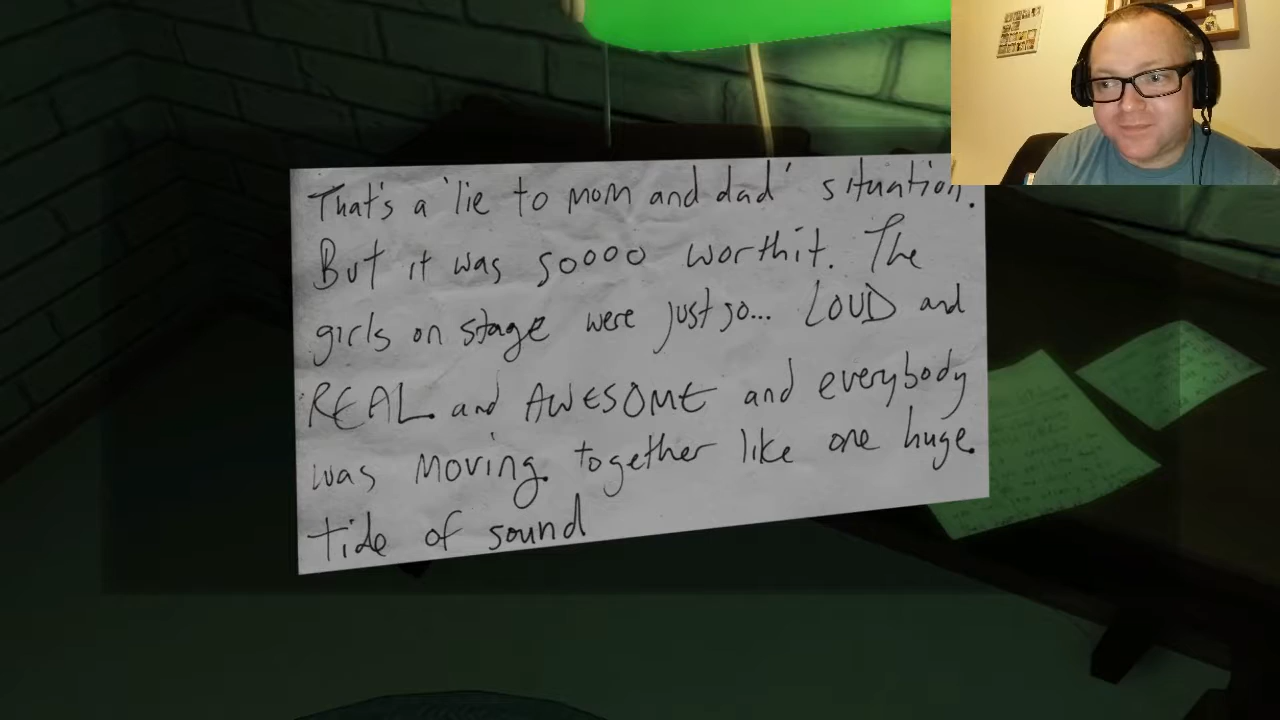 That's a 'lie to mom and dad' situation.
But it was soooo worthit. The
girls on stage were just so... LOUD and
REAL and AWESOME and everybody
was moving together like one huge
tide of sound